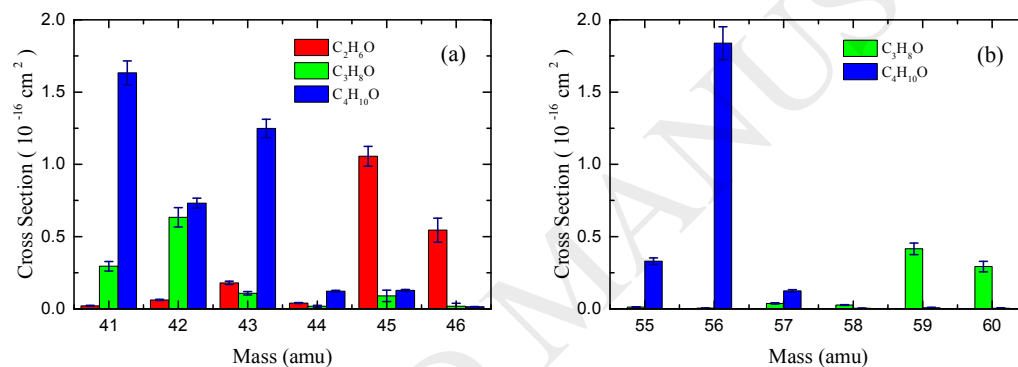 2.0
1.5
1.0
0.5
0.0
Cross Section ( 10 -16 cm 2 )
C2H6O
C3H8O
C4H10O
(a)
41 42 43 44 45 46
Mass (amu)
2.0
1.5
1.0
0.5
0.0
Cross Section ( 10 -16 cm 2 )
C3H8O
C4H10O
(b)
55 56 57 58 59 60
Mass (amu)
D MANUS